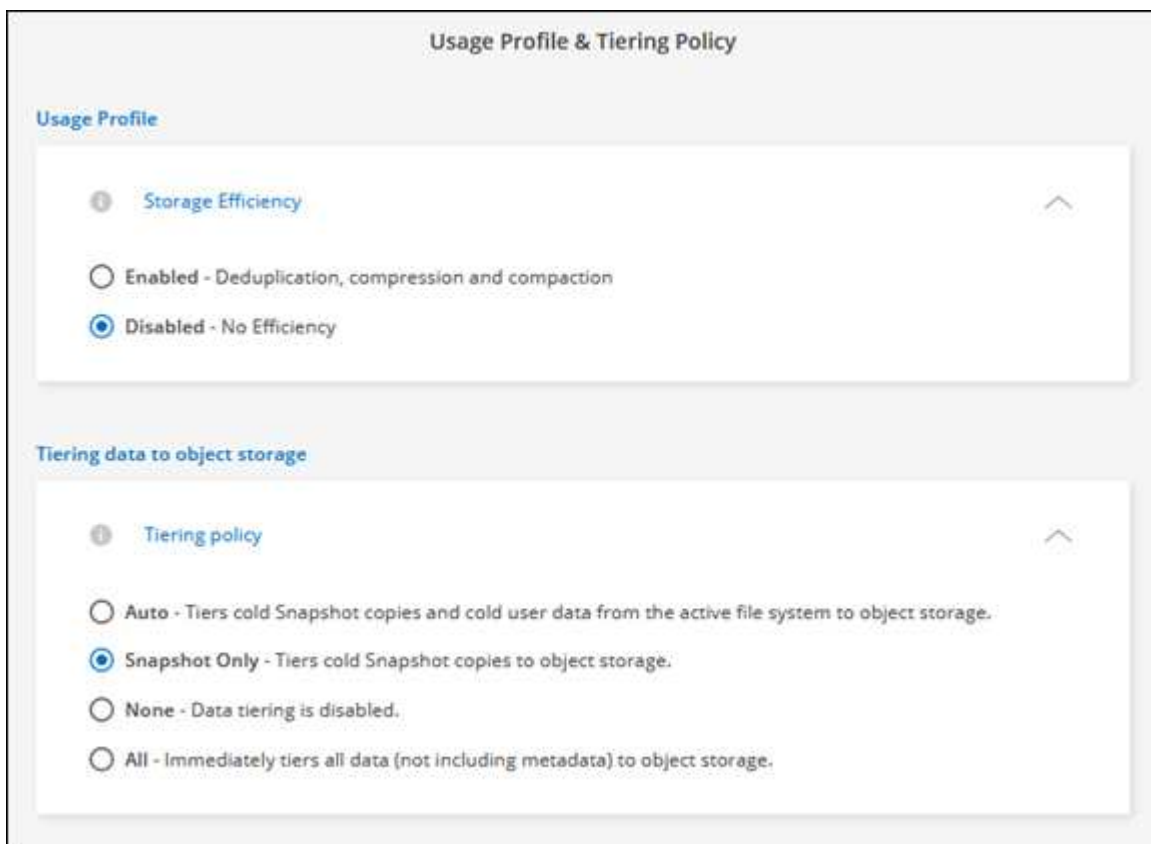 Usage Profile & Tiering Policy
Usage Profile
Storage Efficiency
Enabled - Deduplication, compression and compaction
Disabled - No Efficiency
Tiering data to object storage
Tiering policy
Auto - Tiers cold Snapshot copies and cold user data from the active file system to object storage.
Snapshot Only - Tiers cold Snapshot copies to object storage.
None - Data tiering is disabled.
All - Immediately tiers all data (not including metadata) to object storage.